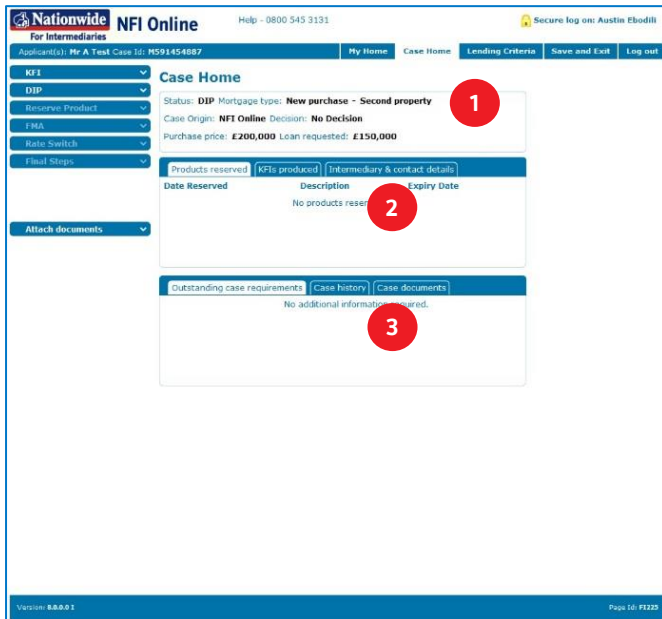 Nationwide
For Intermediaries
NFI Online
Help - 0800 545 3131
Secure log on: Austin Ebodili
Applicant(s): Mr A Test Case Id: M591454887
My Home
Case Home
Lending Criteria
Save and Exit
Log out
KFI
DIP
Reserve Product
FMA
Rate Switch
Final Steps
Attach documents
Case Home
Status: DIP Mortgage type: New purchase - Second property
Case Origin: NFI Online Decision: No Decision
Purchase price: £200,000 Loan requested: £150,000
1
Products reserved
KFIs produced
Intermediary & contact details
Date Reserved Description Expiry Date
No products
2
Outstanding case requirements
Case history
Case documents
No additional information
3
Version: 8.0.0.0 I
Page Id: F1225